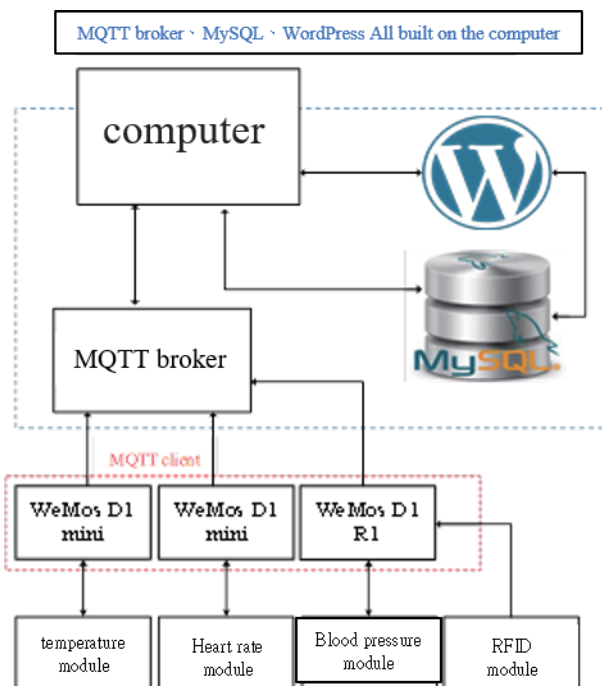 MQTT broker、MySQL、WordPress All built on the computer
computer
W
MySQL
MQTT broker
MQTT client
WeMos D1
mini
WeMos D1
mini
WeMos D1
R1
temperature
module
Heart rate
module
Blood pressure
module
RFID
module